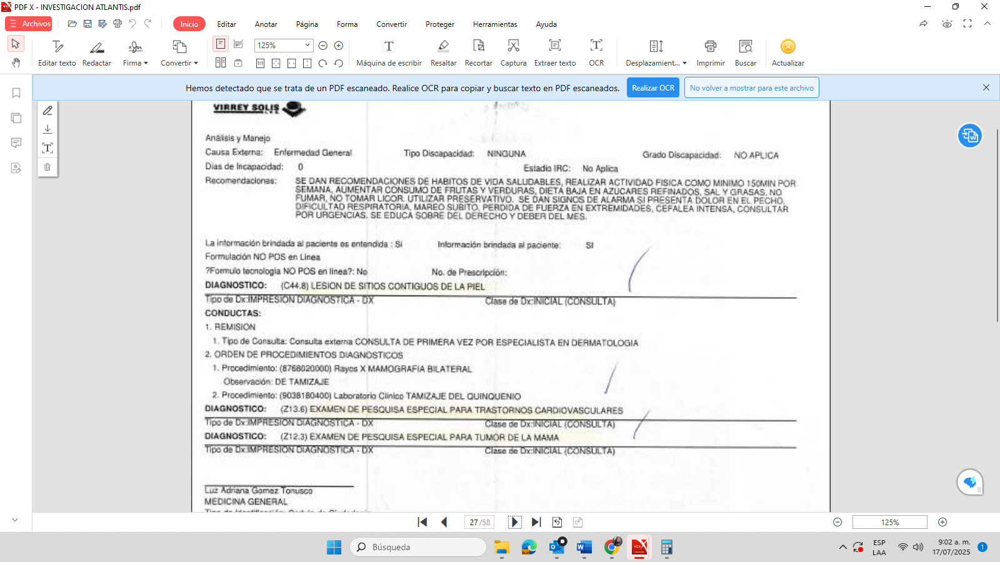 PDF X - INVESTIGACION ATLANTIS.pdf
Archivos
Inicio Editar Anotar Página Forma Convertir Proteger Herramientas Ayuda
125%
Editar texto Redactar Firma Convertir Máquina de escribir Resaltar Recortar Captura Extraer texto OCR Desplazamient... Imprimir Buscar Actualizar
Hemos detectado que se trata de un PDF escaneado. Realice OCR para copiar y buscar texto en PDF escaneados. Realizar OCR No volver a mostrar para este archivo
VIRREY SOLIS
Análisis y Manejo
Causa Externa: Enfermedad General Tipo Discapacidad: NINGUNA Grado Discapacidad: NO APLICA
Dias de Incapacidad: 0 Estadio IRC: No Aplica
Recomendaciones: SE DAN RECOMENDACIONES DE HABITOS DE VIDA SALUDABLES, REALIZAR ACTIVIDAD FISICA COMO MINIMO 150MIN POR
SEMANA, AUMENTAR CONSUMO DE FRUTAS Y VERDURAS, DIETA BAJA EN AZUCARES REFINADOS, SAL Y GRASAS, NO
FUMAR, NO TOMAR LICOR. UTILIZAR PRESERVATIVO. SE DAN SIGNOS DE ALARMA SI PRESENTA DOLOR EN EL PECHO,
DIFICULTAD RESPIRATORIA, MAREO SUBITO, PERDIDA DE FUERZA EN EXTREMIDADES, CEFALEA INTENSA, CONSULTAR
POR URGENCIAS. SE EDUCA SOBRE DEL DERECHO Y DEBER DEL MES.
La información brindada al paciente es entendida : Si Información brindada al paciente: SI
Formulación NO POS en Linea
?Formulo tecnologia NO POS en linea?: No No. de Prescripción:
DIAGNOSTICO: (C44.8) LESION DE SITIOS CONTIGUOS DE LA PIEL
Tipo de Dx:IMPRESION DIAGNOSTICA - DX Clase de Dx:INICIAL (CONSULTA)
CONDUCTAS:
1. REMISION
1. Tipo de Consulta: Consulta externa CONSULTA DE PRIMERA VEZ POR ESPECIALISTA EN DERMATOLOGIA
2. ORDEN DE PROCEDIMIENTOS DIAGNOSTICOS
1. Procedimiento: (8768020000) Rayos X MAMOGRAFIA BILATERAL
Observación: DE TAMIZAJE
2. Procedimiento: (9038180400) Laboratorio Clinico TAMIZAJE DEL QUINQUENIO
DIAGNOSTICO: (Z13.6) EXAMEN DE PESQUISA ESPECIAL PARA TRASTORNOS CARDIOVASCULARES
Tipo de Dx:IMPRESION DIAGNOSTICA - DX Clase de Dx:INICIAL (CONSULTA)
DIAGNOSTICO: (Z12.3) EXAMEN DE PESQUISA ESPECIAL PARA TUMOR DE LA MAMA
Tipo de Dx:IMPRESION DIAGNOSTICA - DX Clase de Dx:INICIAL (CONSULTA)
Luz Adriana Gomez Tonusco
MEDICINA GENERAL
27/58
125%
Búsqueda
ESP
LAA
9:02 a. m.
17/07/2025
1